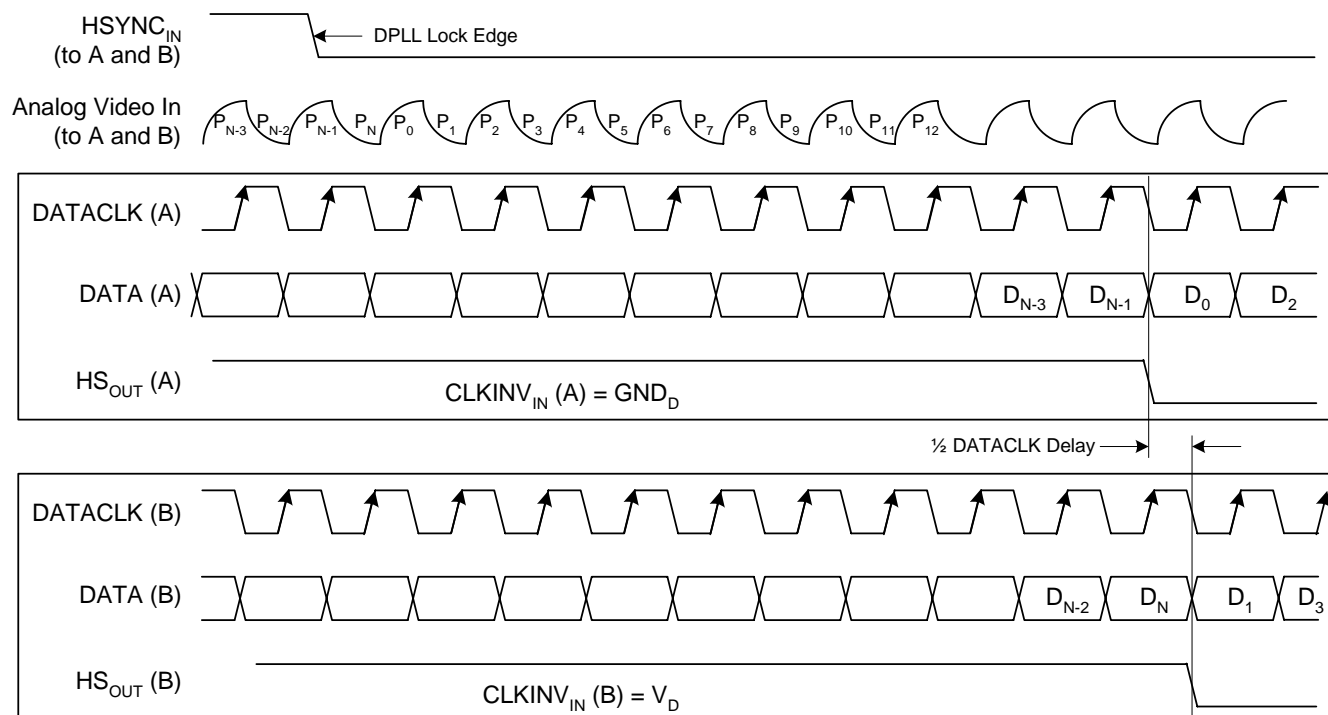 HSYNC_IN
(to A and B)
DPLL Lock Edge
Analog Video In
(to A and B)
P_N-3 P_N-2 P_N-1 P_N P_0 P_1 P_2 P_3 P_4 P_5 P_6 P_7 P_8 P_9 P_10 P_11 P_12
DATACLK (A)
DATA (A)
D_N-3 D_N-1 D_0 D_2
HS_OUT (A)
CLKINV_IN (A) = GND_D
½ DATACLK Delay
DATACLK (B)
DATA (B)
D_N-2 D_N D_1 D_3
HS_OUT (B)
CLKINV_IN (B) = V_D